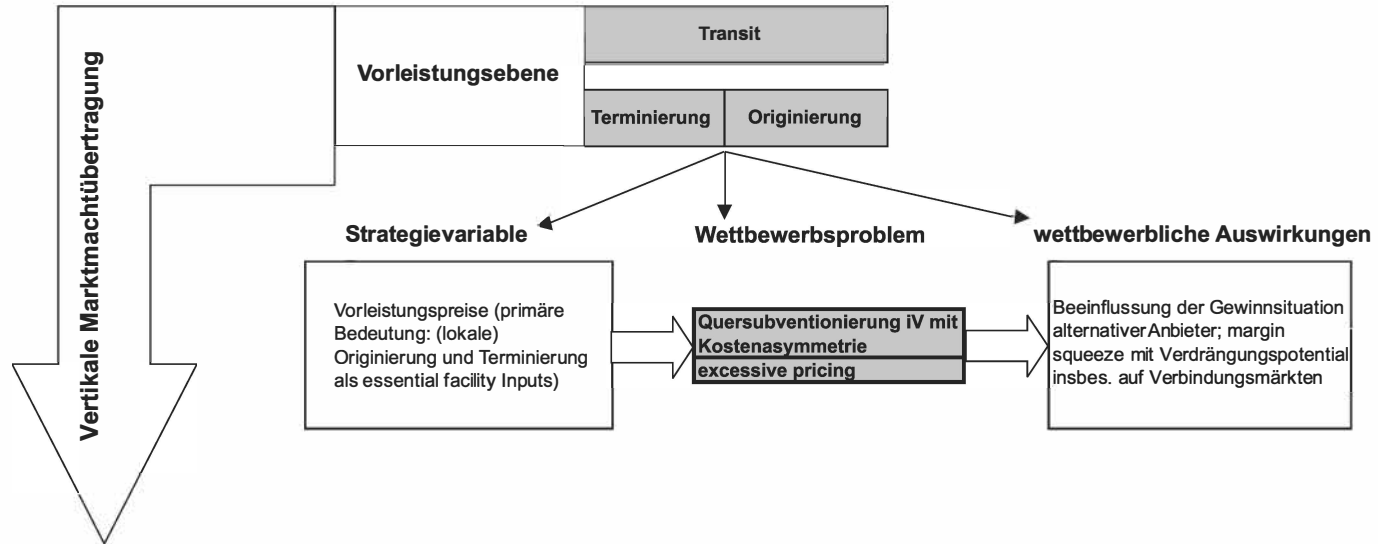 Vertikale Marktmachtübertragung
Transit
Vorleistungsebene
Terminierung
Originierung
Strategievariable
Wettbewerbsproblem
wettbewerbliche Auswirkungen
Vorleistungspreise (primäre
Bedeutung: (lokale)
Originierung und Terminierung
als essential facility Inputs)
Quersubventionierung iV mit
Kostenasymmetrie
excessive pricing
Beeinflussung der Gewinnsituation
alternativer Anbieter; margin
squeeze mit Verdrängungspotential
insbes. auf Verbindungsmärkten